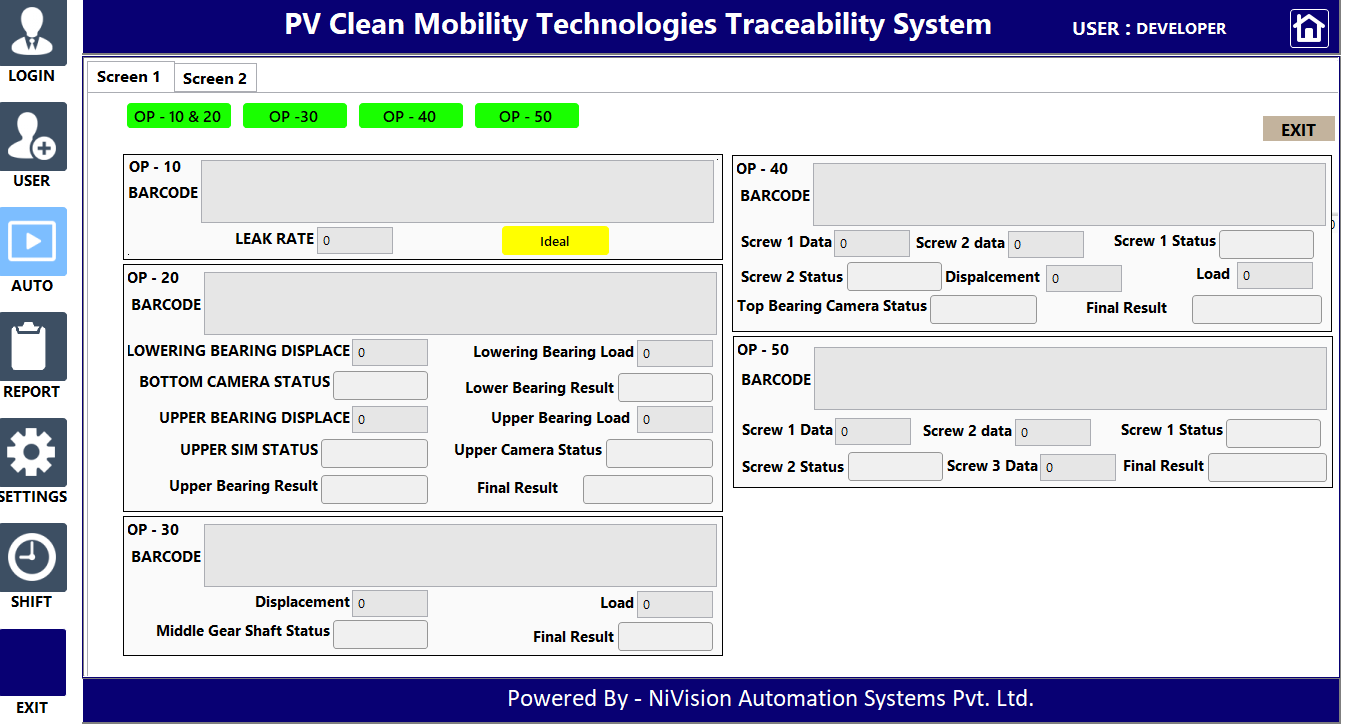 PV Clean Mobility Technologies Traceability System
USER : DEVELOPER
LOGIN
USER
AUTO
REPORT
SETTINGS
SHIFT
EXIT
Screen 1
Screen 2
OP - 10 & 20
OP -30
OP - 40
OP - 50
EXIT
OP - 10
BARCODE
LEAK RATE 0
Ideal
OP - 20
BARCODE
LOWERING BEARING DISPLACE 0
Lowering Bearing Load 0
BOTTOM CAMERA STATUS
Lower Bearing Result
UPPER BEARING DISPLACE 0
Upper Bearing Load 0
UPPER SIM STATUS
Upper Camera Status
Upper Bearing Result
Final Result
OP - 30
BARCODE
Displacement 0
Load 0
Middle Gear Shaft Status
Final Result
OP - 40
BARCODE
Screw 1 Data 0
Screw 2 data 0
Screw 1 Status
Screw 2 Status
Dispalcement 0
Load 0
Top Bearing Camera Status
Final Result
OP - 50
BARCODE
Screw 1 Data 0
Screw 2 data 0
Screw 1 Status
Screw 2 Status
Screw 3 Data 0
Final Result
Powered By - NiVision Automation Systems Pvt. Ltd.